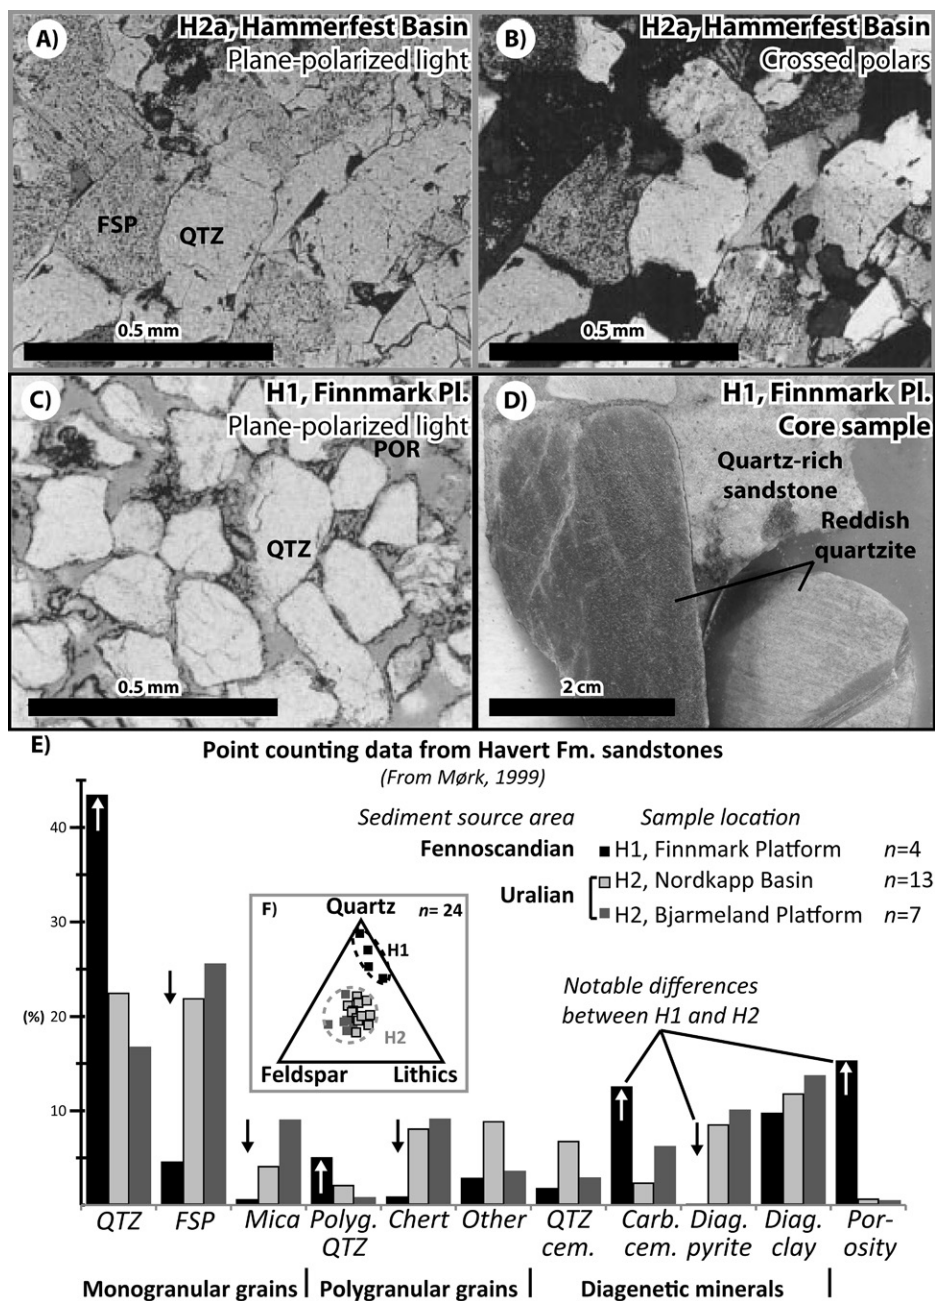 A)
H2a, Hammerfest Basin
Plane-polarized light
FSP
QTZ
0.5 mm
B)
H2a, Hammerfest Basin
Crossed polars
0.5 mm
C)
H1, Finnmark Pl.
Plane-polarized light
POR
QTZ
0.5 mm
D)
H1, Finnmark Pl.
Core sample
Quartz-rich
sandstone
Reddish
quartzite
2 cm
E)
Point counting data from Havert Fm. sandstones
(From Mørk, 1999)
Sediment source area
Sample location
Fennoscandian
H1, Finnmark Platform
n=4
Uralian
H2, Nordkapp Basin
n=13
H2, Bjarmeland Platform
n=7
40
30
(%)
20
10
F)
Quartz
n= 24
H1
H2
Feldspar
Lithics
Notable differences
between H1 and H2
QTZ
FSP
Mica
Polyg.
QTZ
Chert
Other
QTZ
cem.
Carb.
cem.
Diag.
pyrite
Diag.
clay
Por-
osity
Monogranular grains
Polygranular grains
Diagenetic minerals